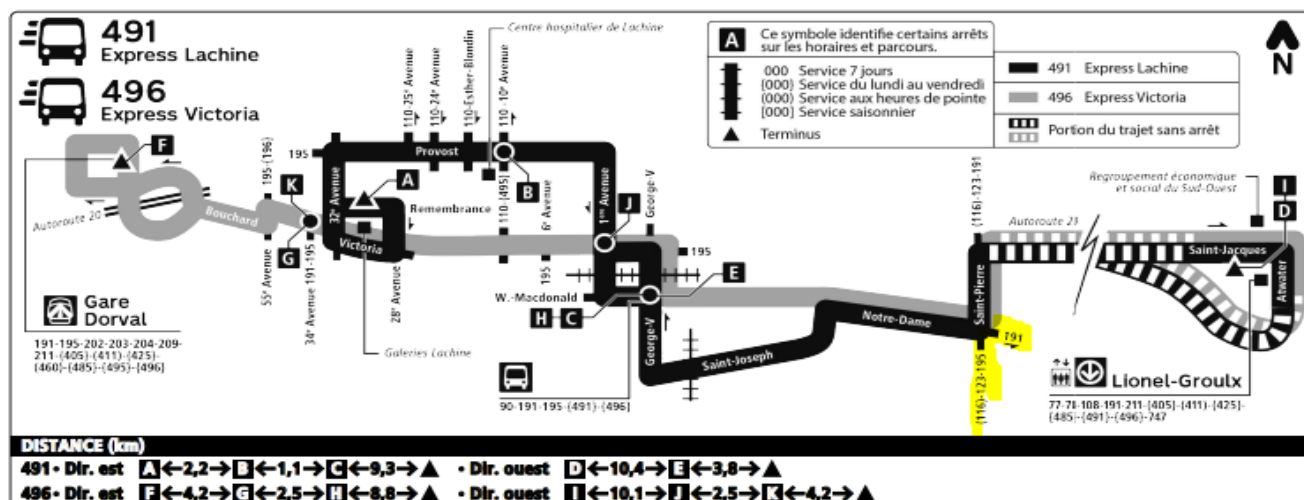 491
Express Lachine
496
Express Victoria
Centre hospitalier de Lachine
A
Ce symbole identifie certains arrêts
sur les horaires et parcours.
000 Service 7 jours
{000} Service du lundi au vendredi
(000) Service aux heures de pointe
[000] Service saisonnier
Terminus
491 Express Lachine
496 Express Victoria
Portion du trajet sans arrêt
N
F
Autoroute 20
Bouchard
195-(196)
55e Avenue
K
G
34e Avenue 191-195
195
32e Avenue
A
Victoria
28e Avenue
Remembrance
Galeries Lachine
110-25e Avenue
110-24e Avenue
110-Esther-Blondin
110-10e Avenue
Provost
B
110-{495}
6e Avenue
195
1ère Avenue
J
George-V
195
W.-Macdonald
H
C
E
George-V
Saint-Joseph
Notre-Dame
(116)-123-191
Saint-Pierre
191
(116)-123-195
Autoroute 20
Regroupement économique
et social du Sud-Ouest
I
D
Saint-Jacques
Atwater
Gare
Dorval
191-195-202-203-204-209-
211-(405)-(411)-(425)-
(460)-(485)-(495)-(496)
90-191-195-(491)-(496)
Lionel-Groulx
77-78-108-191-211-(405)-(411)-(425)-
(485)-(491)-(496)-747
DISTANCE (km)
491 • Dir. est A←2,2→B←1,1→C←9,3→▲ • Dir. ouest D←10,4→E←3,8→▲
496 • Dir. est F←4,2→G←2,5→H←8,8→▲ • Dir. ouest I←10,1→J←2,5→K←4,2→▲